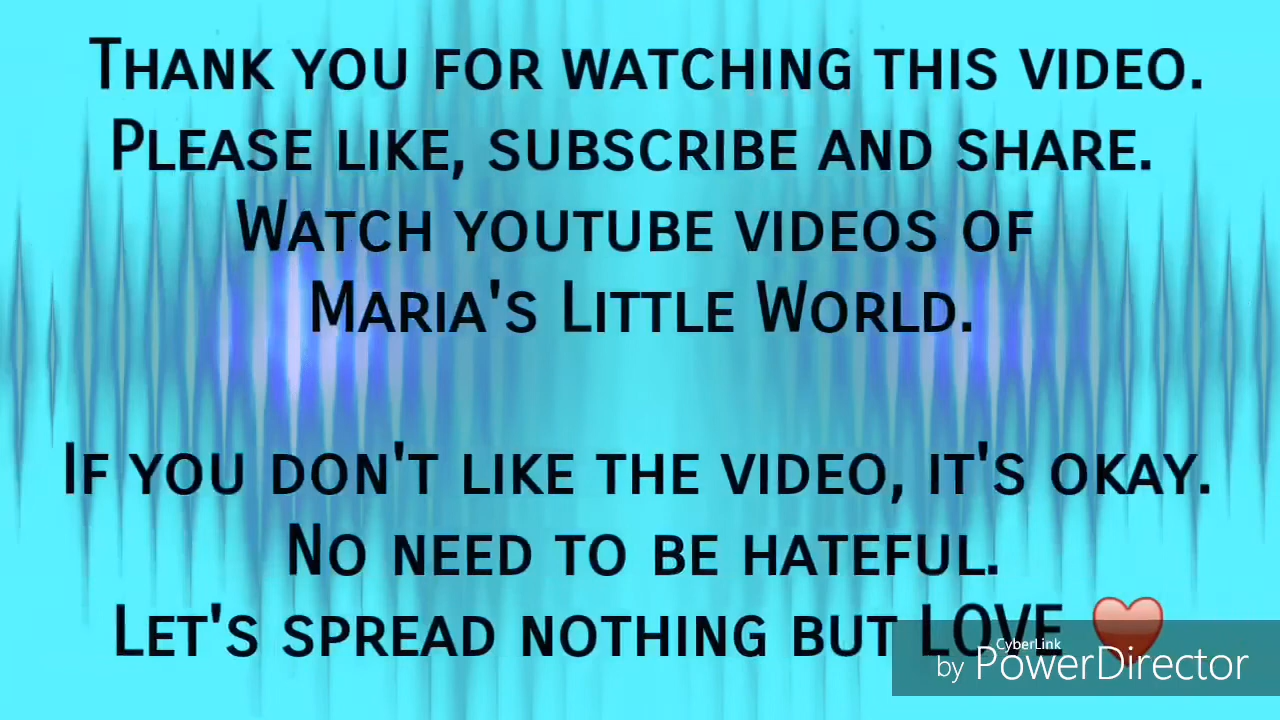 Thank you for watching this video.
Please like, subscribe and share.
Watch youtube videos of
Maria's Little World.
If you don't like the video, it's okay.
No need to be hateful.
Let's spread nothing but LOVE ❤
CyberLink
by PowerDirector